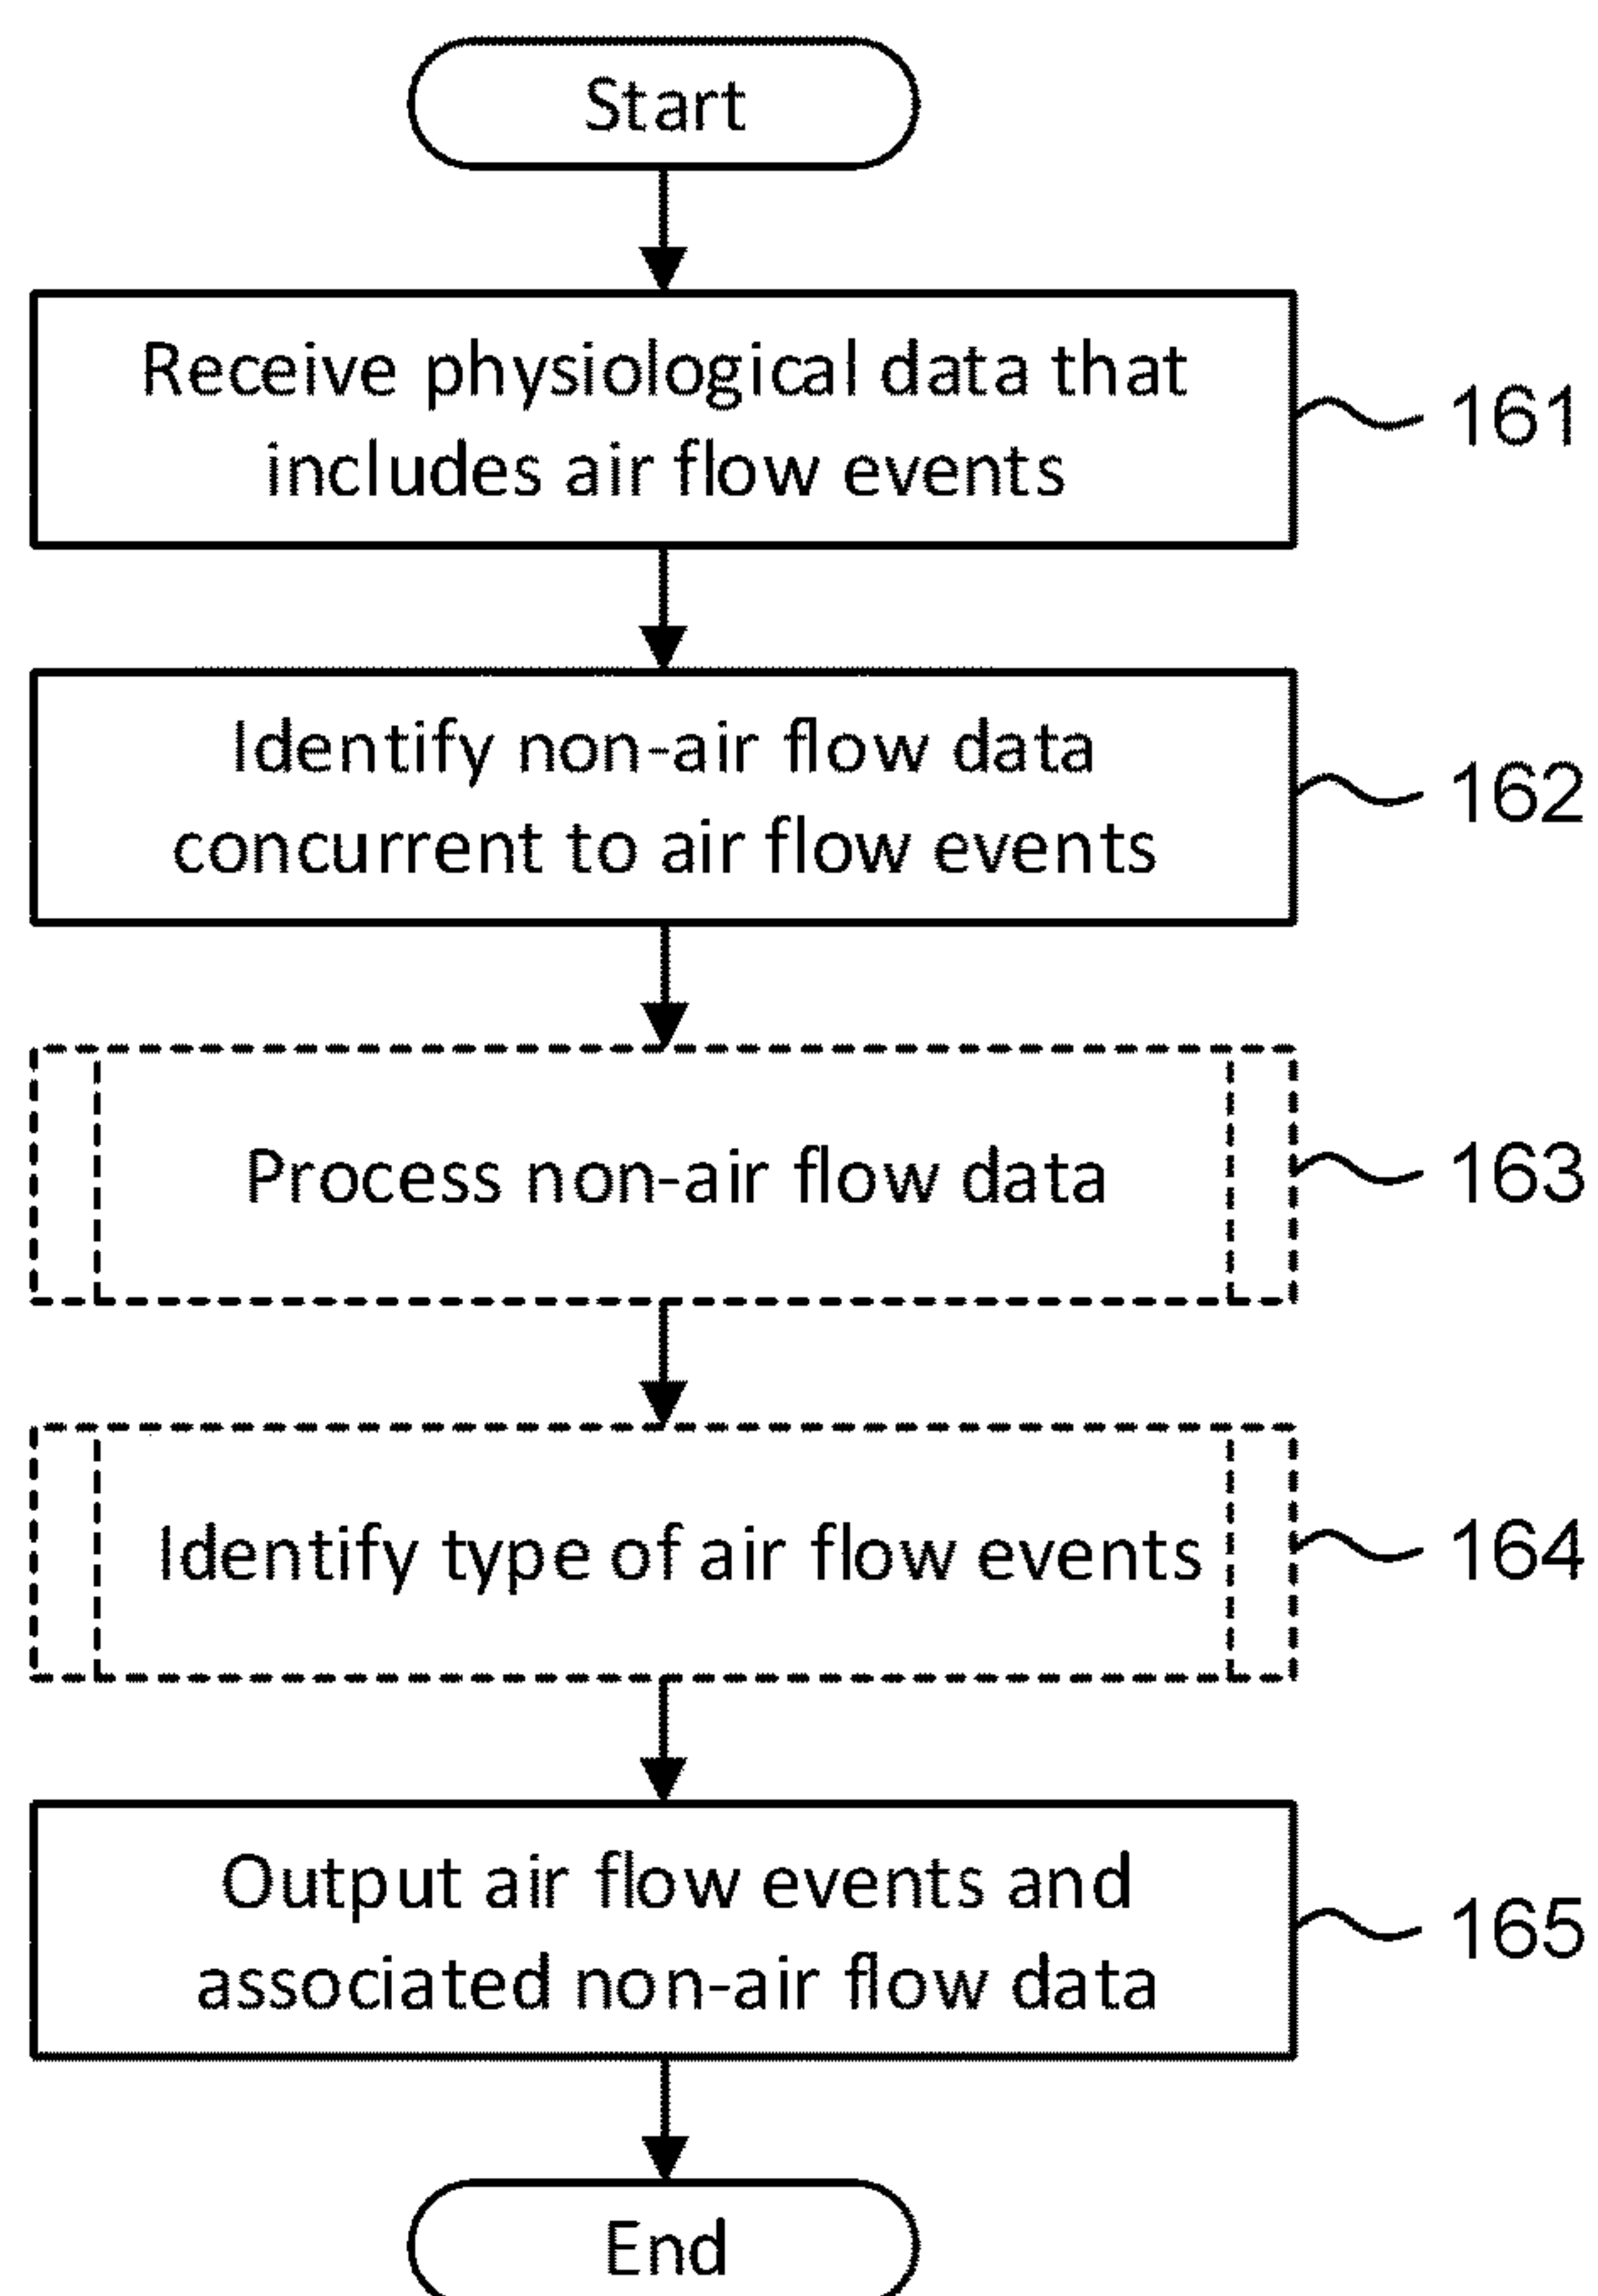 Start
Receive physiological data that
includes air flow events
161
Identify non-air flow data
concurrent to air flow events
162
Process non-air flow data
163
Identify type of air flow events
164
Output air flow events and
associated non-air flow data
165
End